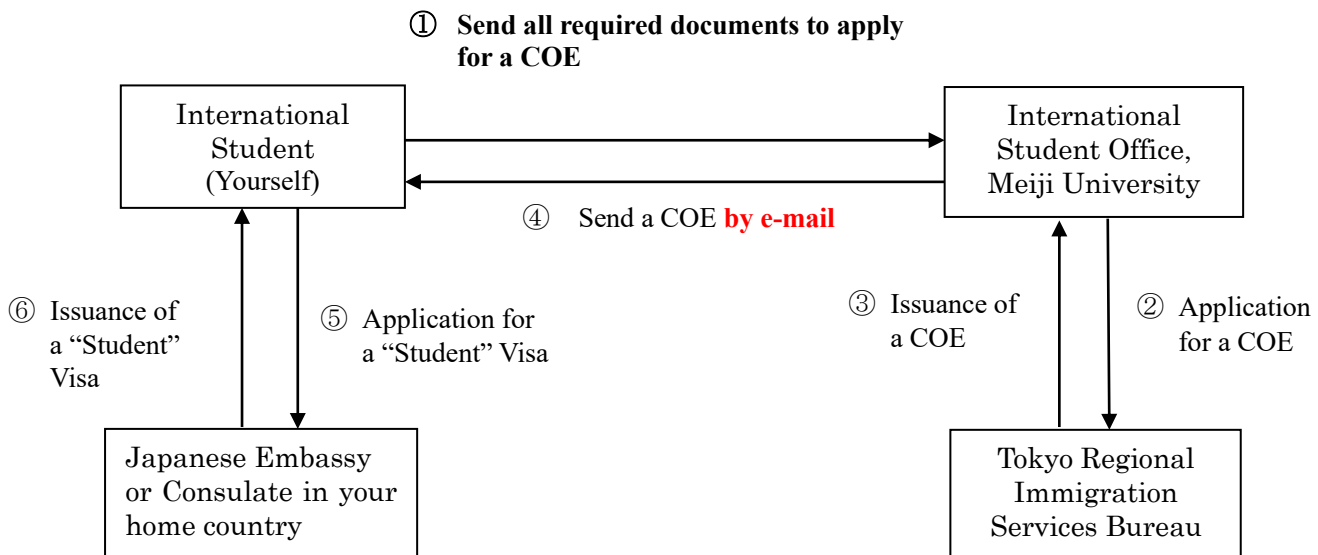 ① Send all required documents to apply
for a COE
International
Student
(Yourself)
International
Student Office,
Meiji University
④ Send a COE by e-mail
⑥ Issuance of
a “Student”
Visa
⑤ Application for
a “Student” Visa
③ Issuance of
a COE
② Application
for a COE
Japanese Embassy
or Consulate in your
home country
Tokyo Regional
Immigration
Services Bureau